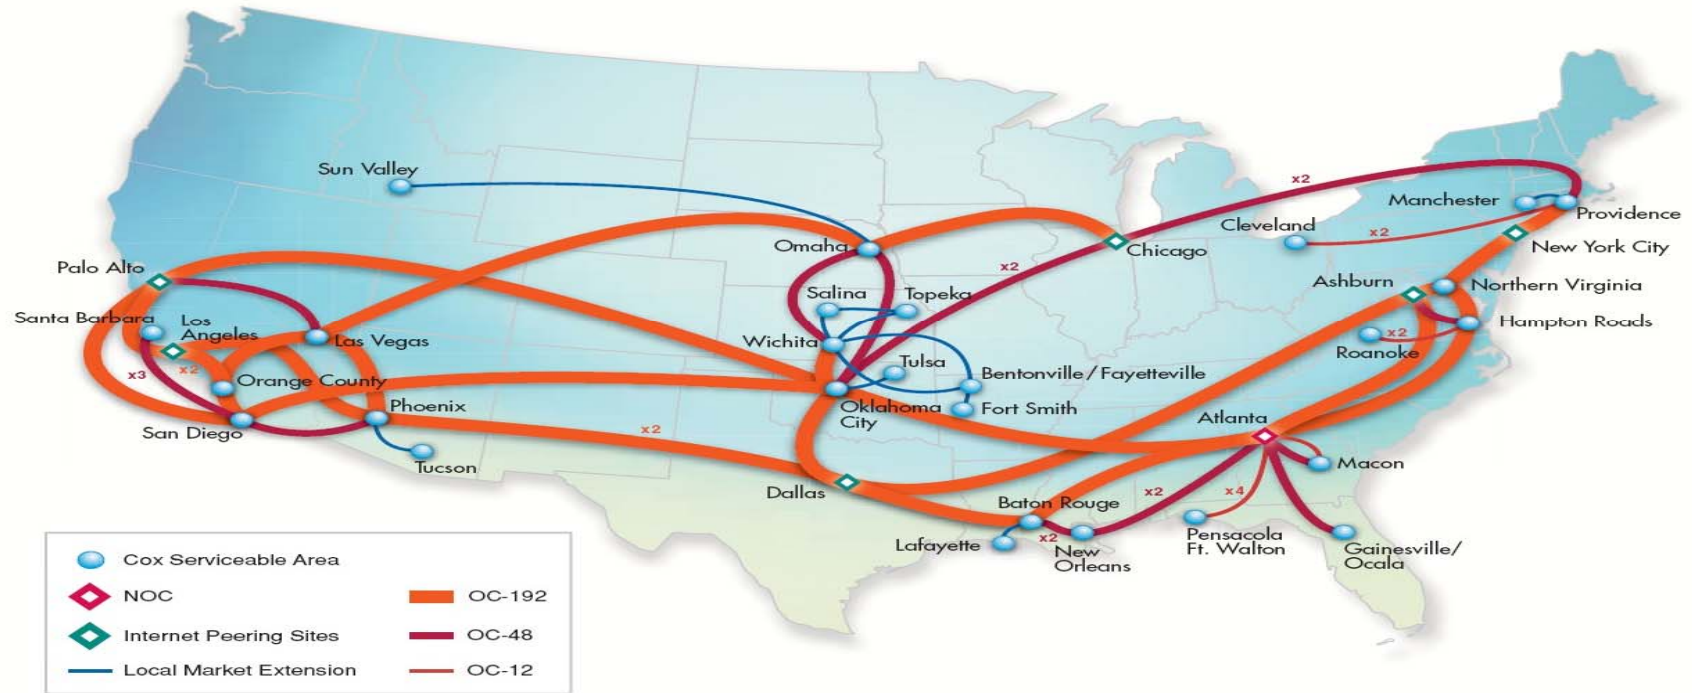 Sun Valley
x2
Manchester
Providence
Cleveland
x2
Omaha
Chicago
New York City
Palo Alto
x2
Ashburn
Northern Virginia
Salina
Topeka
Santa Barbara
Los
Angeles
Las Vegas
Wichita
Hampton Roads
x2
Roanoke
Tulsa
x3
x2
Orange County
Bentonville/Fayetteville
Phoenix
Oklahoma
City
Fort Smith
San Diego
x2
Atlanta
Tucson
Macon
Dallas
x2
x4
Baton Rouge
Lafayette
x2
New
Orleans
Pensacola
Ft. Walton
Gainesville/
Ocala
Cox Serviceable Area
NOC
OC-192
Internet Peering Sites
OC-48
Local Market Extension
OC-12